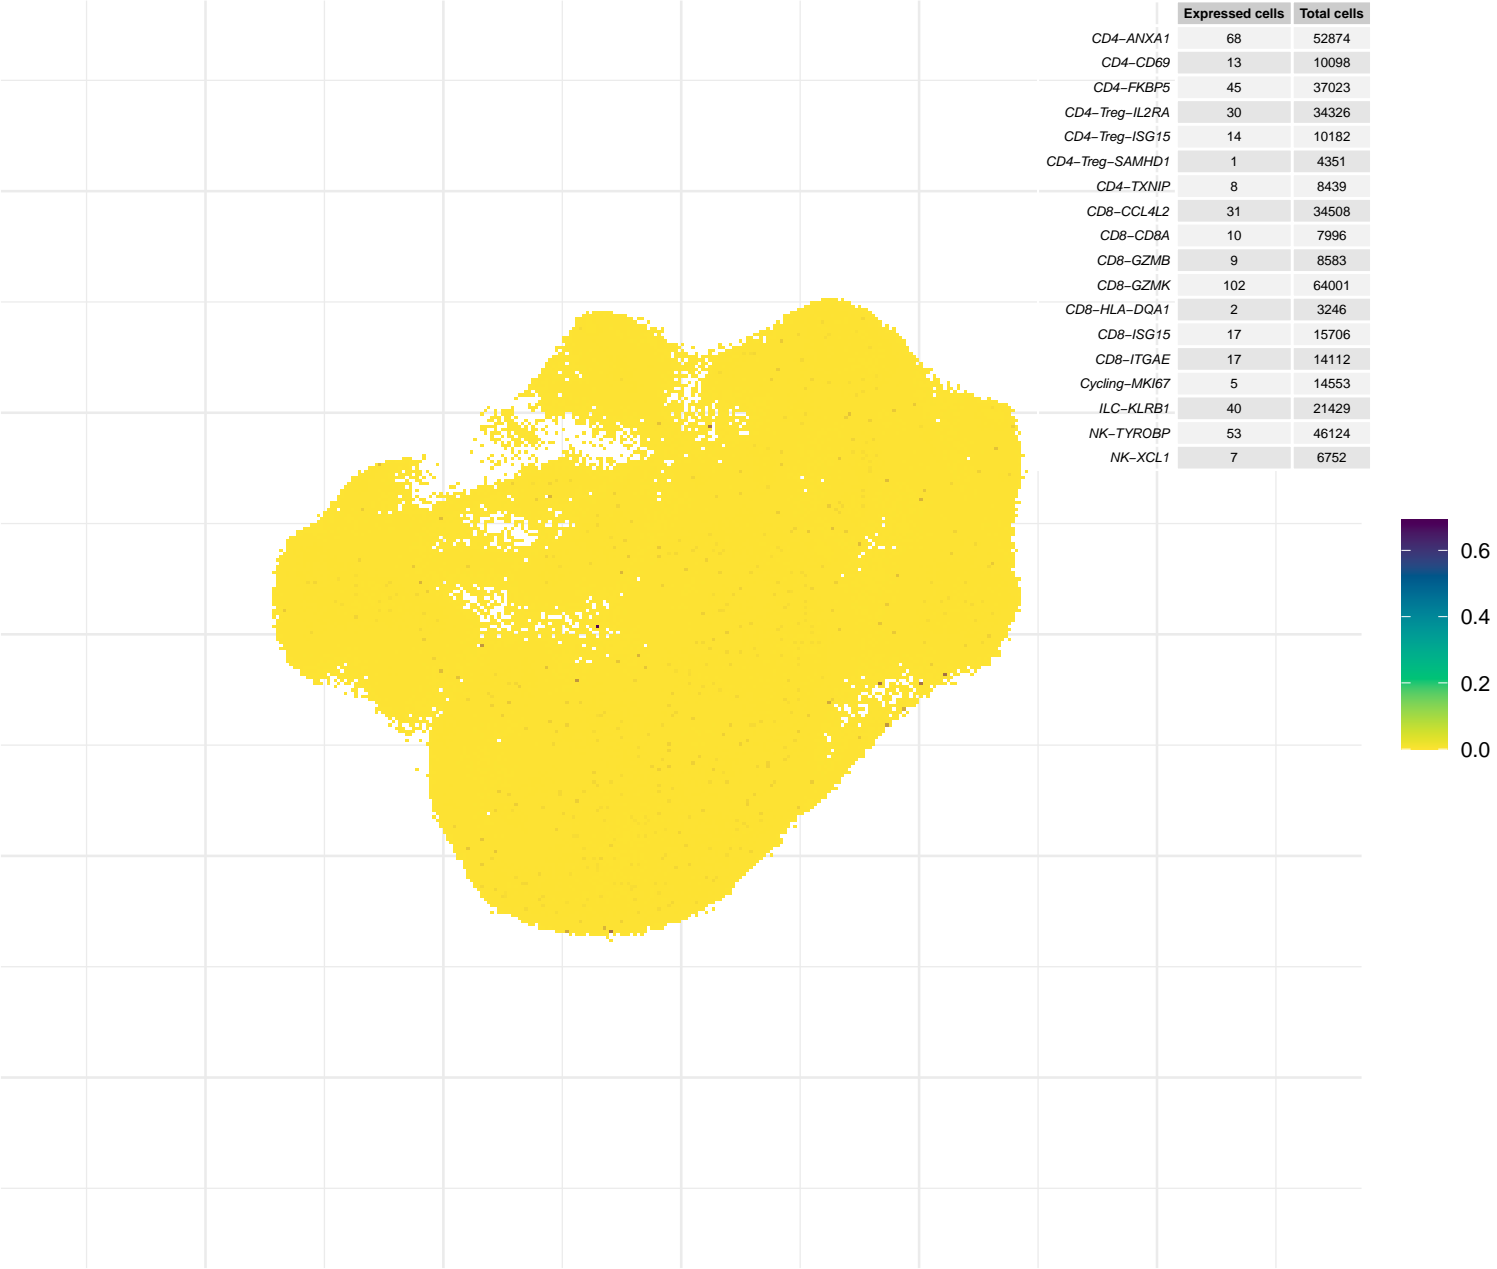 Expressed cells Total cells
CD4−ANXA1 68 52874
CD4−CD69 13 10098
CD4−FKBP5 45 37023
CD4−Treg−IL2RA 30 34326
CD4−Treg−ISG15 14 10182
CD4−Treg−SAMHD1 1 4351
CD4−TXNIP 8 8439
CD8−CCL4L2 31 34508
CD8−CD8A 10 7996
CD8−GZMB 9 8583
CD8−GZMK 102 64001
CD8−HLA−DQA1 2 3246
CD8−ISG15 17 15706
CD8−ITGAE 17 14112
Cycling−MKI67 5 14553
ILC−KLRB1 40 21429
NK−TYROBP 53 46124
NK−XCL1 7 6752
0.6
0.4
0.2
0.0